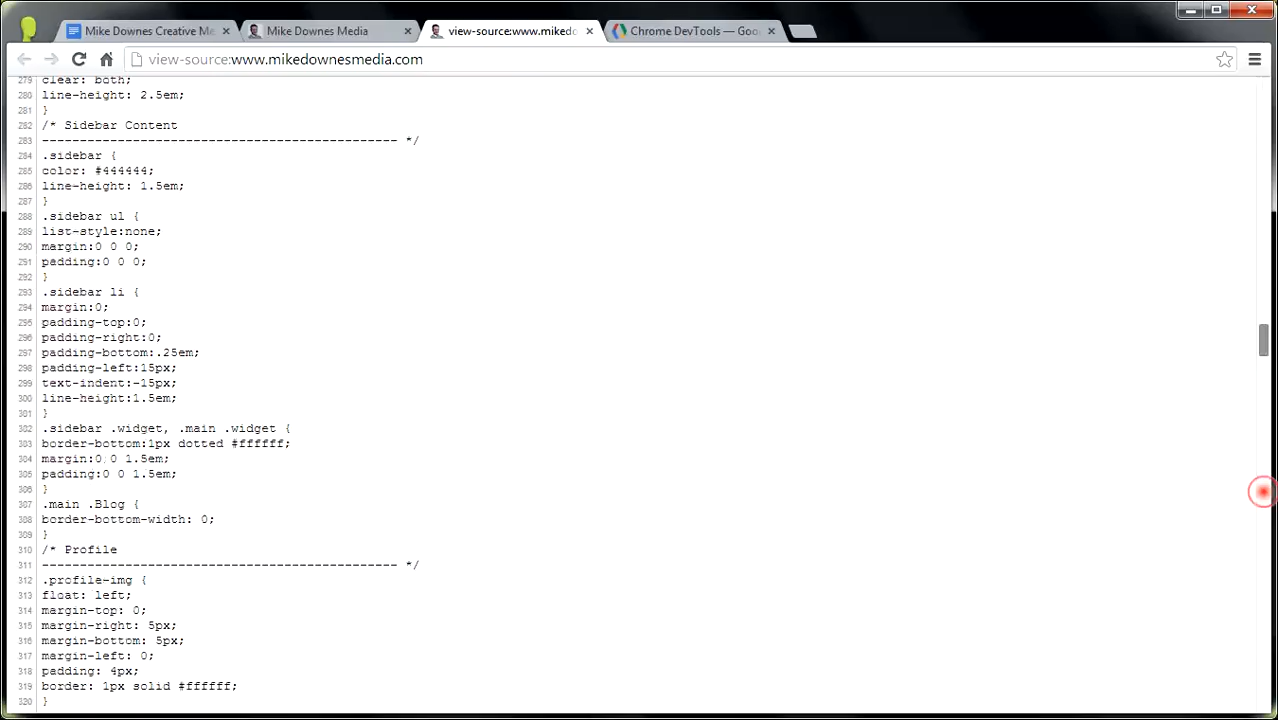 Mike Downes Creative Me
Mike Downes Media
view-source:www.mikedo
Chrome DevTools — Goo
view-source:www.mikedownesmedia.com
279 clear: both;
280 line-height: 2.5em;
281 }
282 /* Sidebar Content
283 ----------------------------------------------- */
284 .sidebar {
285 color: #444444;
286 line-height: 1.5em;
287 }
288 .sidebar ul {
289 list-style:none;
290 margin:0 0 0;
291 padding:0 0 0;
292 }
293 .sidebar li {
294 margin:0;
295 padding-top:0;
296 padding-right:0;
297 padding-bottom:.25em;
298 padding-left:15px;
299 text-indent:-15px;
300 line-height:1.5em;
301 }
302 .sidebar .widget, .main .widget {
303 border-bottom:1px dotted #ffffff;
304 margin:0 0 1.5em;
305 padding:0 0 1.5em;
306 }
307 .main .Blog {
308 border-bottom-width: 0;
309 }
310 /* Profile
311 ----------------------------------------------- */
312 .profile-img {
313 float: left;
314 margin-top: 0;
315 margin-right: 5px;
316 margin-bottom: 5px;
317 margin-left: 0;
318 padding: 4px;
319 border: 1px solid #ffffff;
320 }